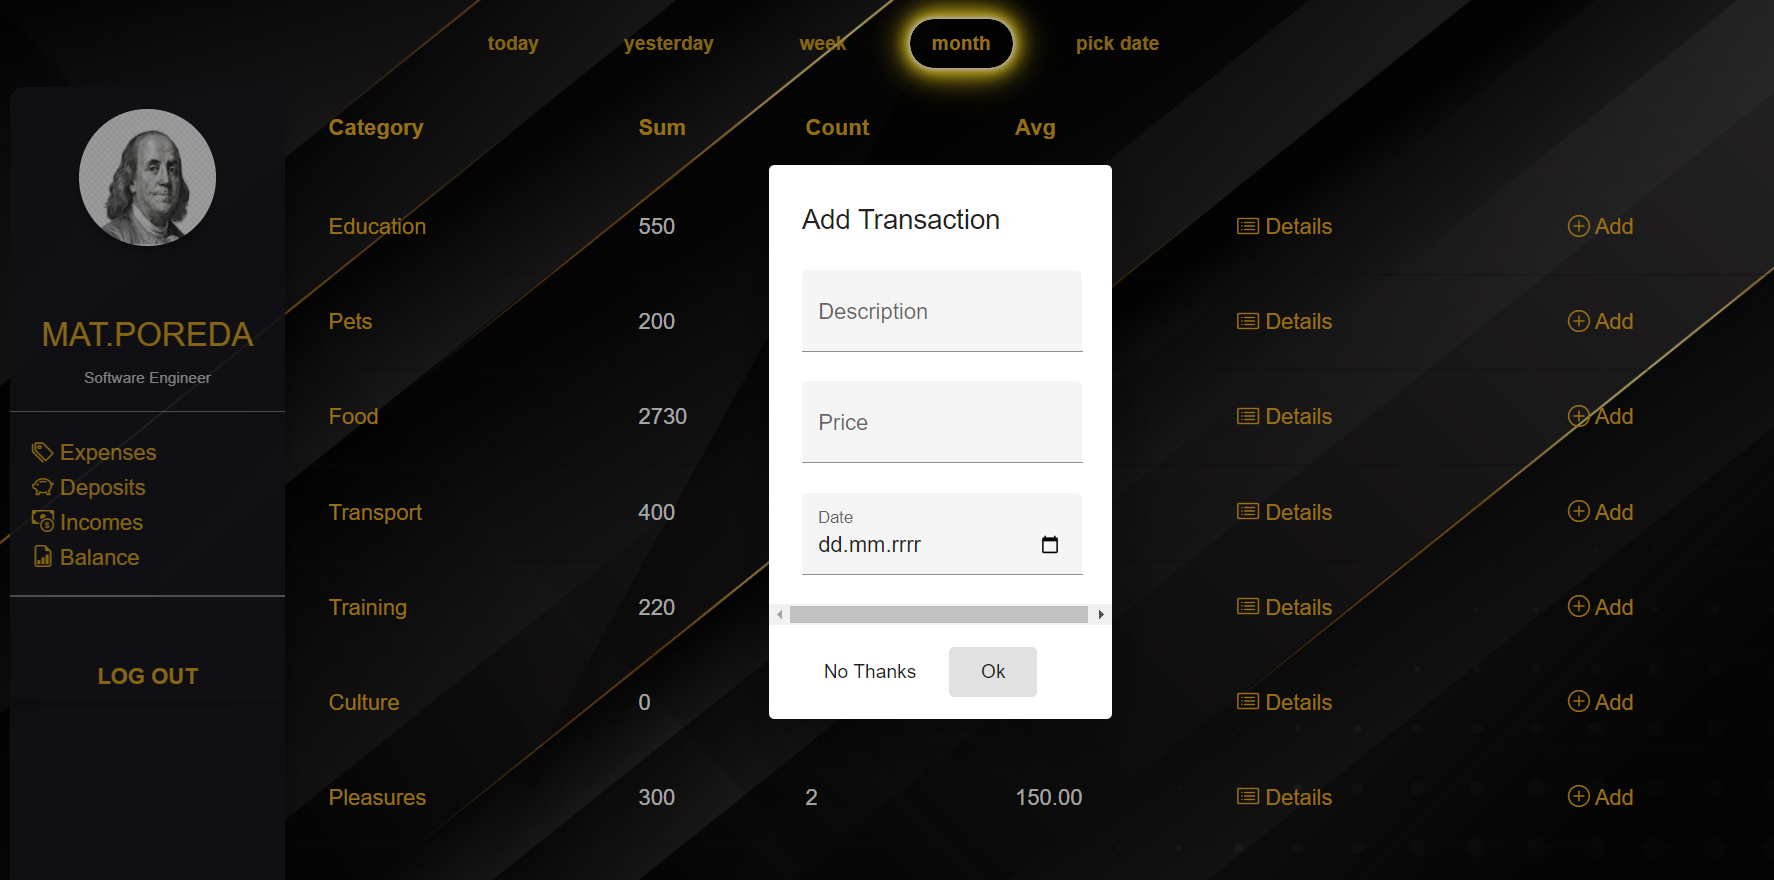 today yesterday week month pick date
MAT.POREDA
Software Engineer
Expenses
Deposits
Incomes
Balance
LOG OUT
Category Sum Count Avg
Education 550 Details Add
Pets 200 Details Add
Food 2730 Details Add
Transport 400 Details Add
Training 220 Details Add
Culture 0 Details Add
Pleasures 300 2 150.00 Details Add
Add Transaction
Description
Price
Date
dd.mm.rrrr
No Thanks Ok